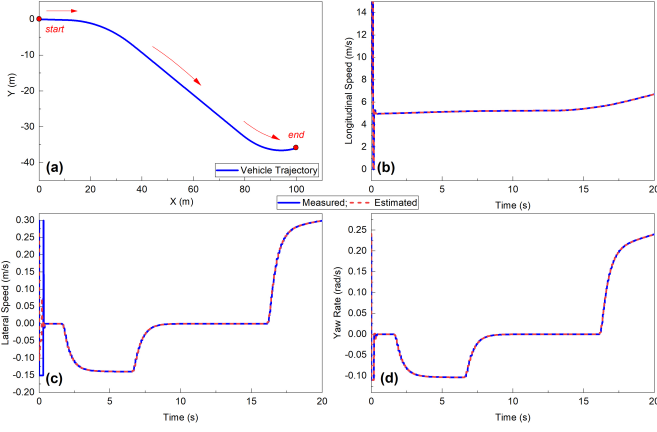 0
-10
-20
-30
-40
Y (m)
start
end
(a)
Vehicle Trajectory
0 20 40 60 80 100
X (m)
14
12
10
8
6
4
2
0
Longitudinal Speed (m/s)
(b)
0 5 10 15 20
Time (s)
Measured; Estimated
0.30
0.25
0.20
0.15
0.10
0.05
0.00
-0.05
-0.10
-0.15
Lateral Speed (m/s)
(c)
0 5 10 15 20
Time (s)
0.25
0.20
0.15
0.10
0.05
0.00
-0.05
-0.10
Yaw Rate (rad/s)
(d)
0 5 10 15 20
Time (s)